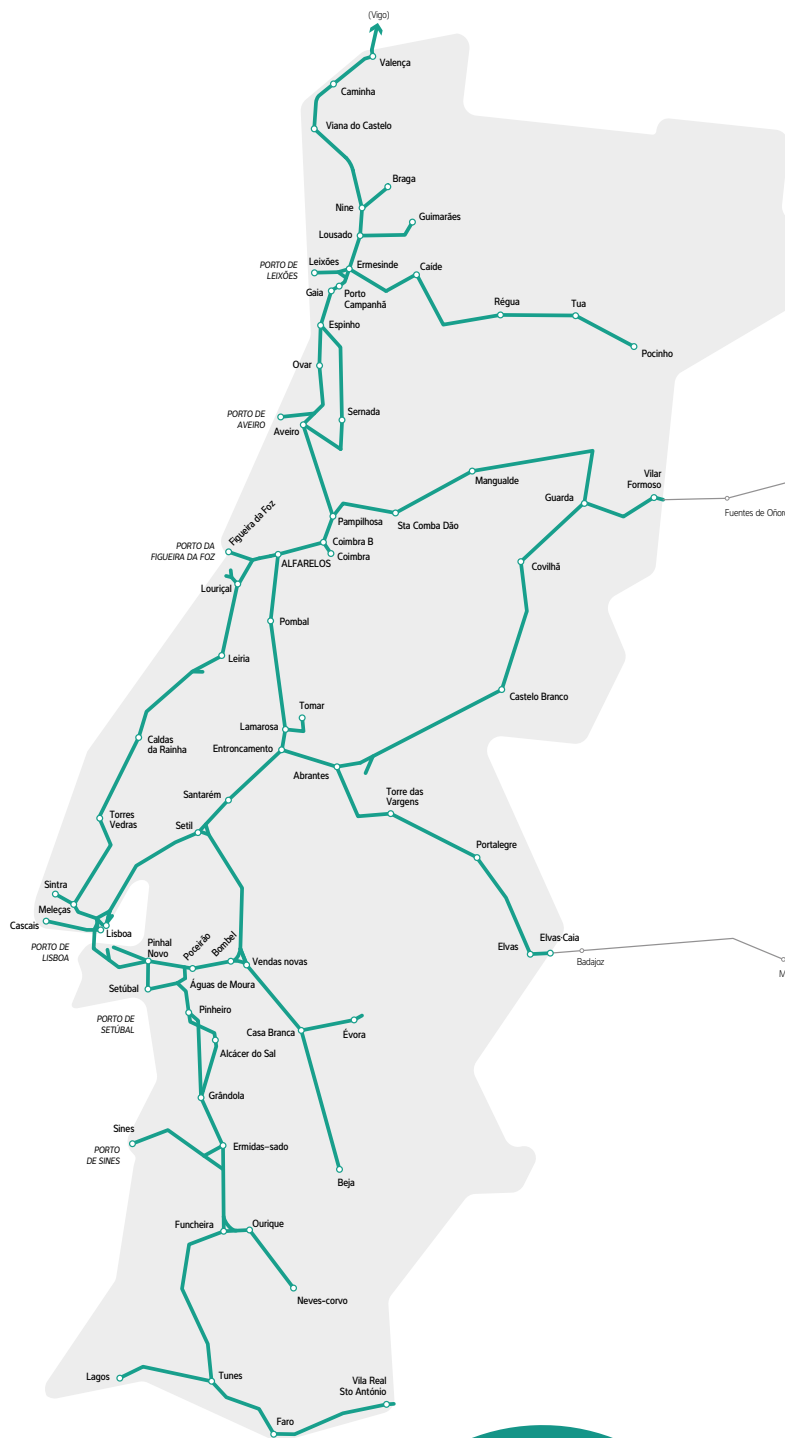 (Vigo)
Valença
Caminha
Viana do Castelo
Braga
Nine
Guimarães
Lousado
Leixões
PORTO DE
LEIXÕES
Ermesinde
Caíde
Gaia
Porto
Campanhã
Régua
Tua
Espinho
Pocinho
Ovar
PORTO DE
AVEIRO
Sernada
Aveiro
Mangualde
Vilar
Formoso
Guarda
Fuentes de Oñoro
Figueira da Foz
Pampilhosa
Sta Comba Dão
PORTO DA
FIGUEIRA DA FOZ
Coimbra B
Coimbra
ALFARELOS
Covilhã
Louriçal
Pombal
Leiria
Castelo Branco
Tomar
Lamarosa
Caldas
da Rainha
Entroncamento
Abrantes
Santarém
Torre das
Vargens
Torres
Vedras
Setil
Portalegre
Sintra
Meleças
Cascais
Lisboa
PORTO DE
LISBOA
Pinhal
Novo
Poceirão
Bombel
Vendas novas
Elvas
Elvas-Caia
Badajoz
M
Setúbal
Águas de Moura
PORTO DE
SETÚBAL
Pinheiro
Casa Branca
Évora
Alcácer do Sal
Grândola
Sines
PORTO
DE SINES
Ermidas-sado
Beja
Funcheira
Ourique
Neves-corvo
Lagos
Tunes
Vila Real
Sto António
Faro